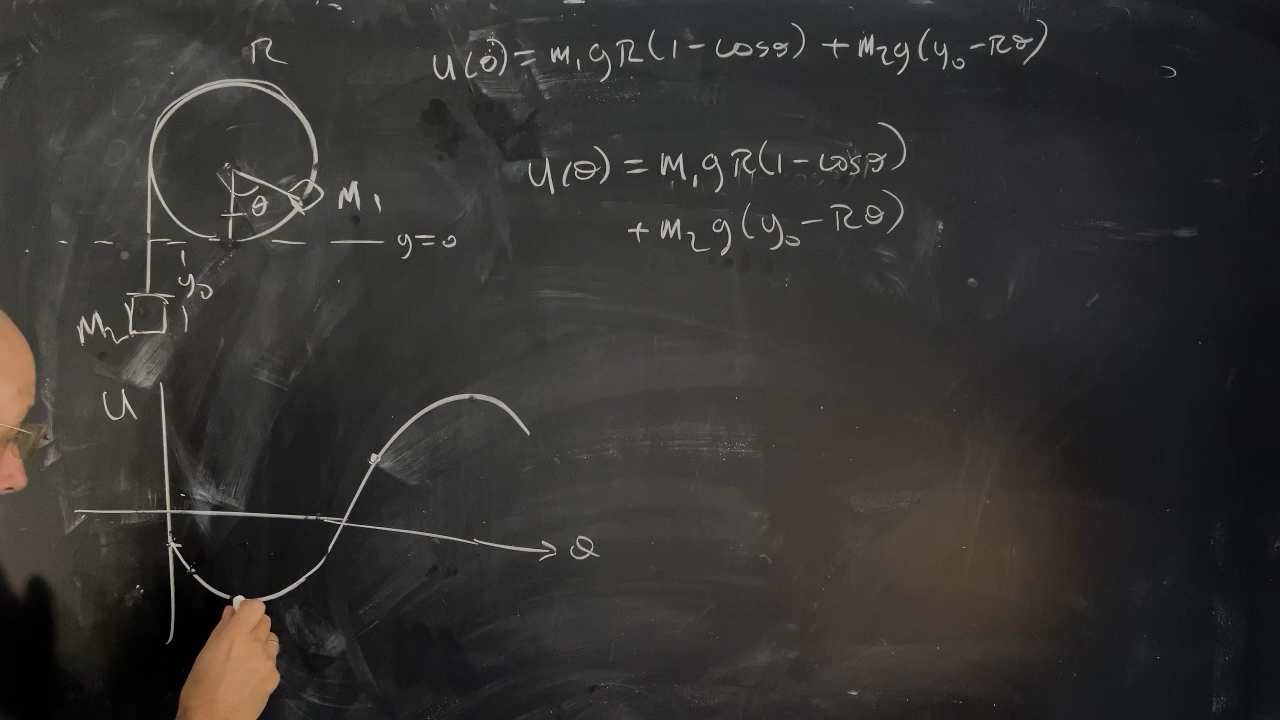 R
U(θ) = m₁gR(1-cosθ) + m₂g(y₀-Rθ)
U(θ) = m₁gR(1-cosθ)
+ m₂g(y₀-Rθ)
θ
M₁
y=0
y₀
M₂
U
θ